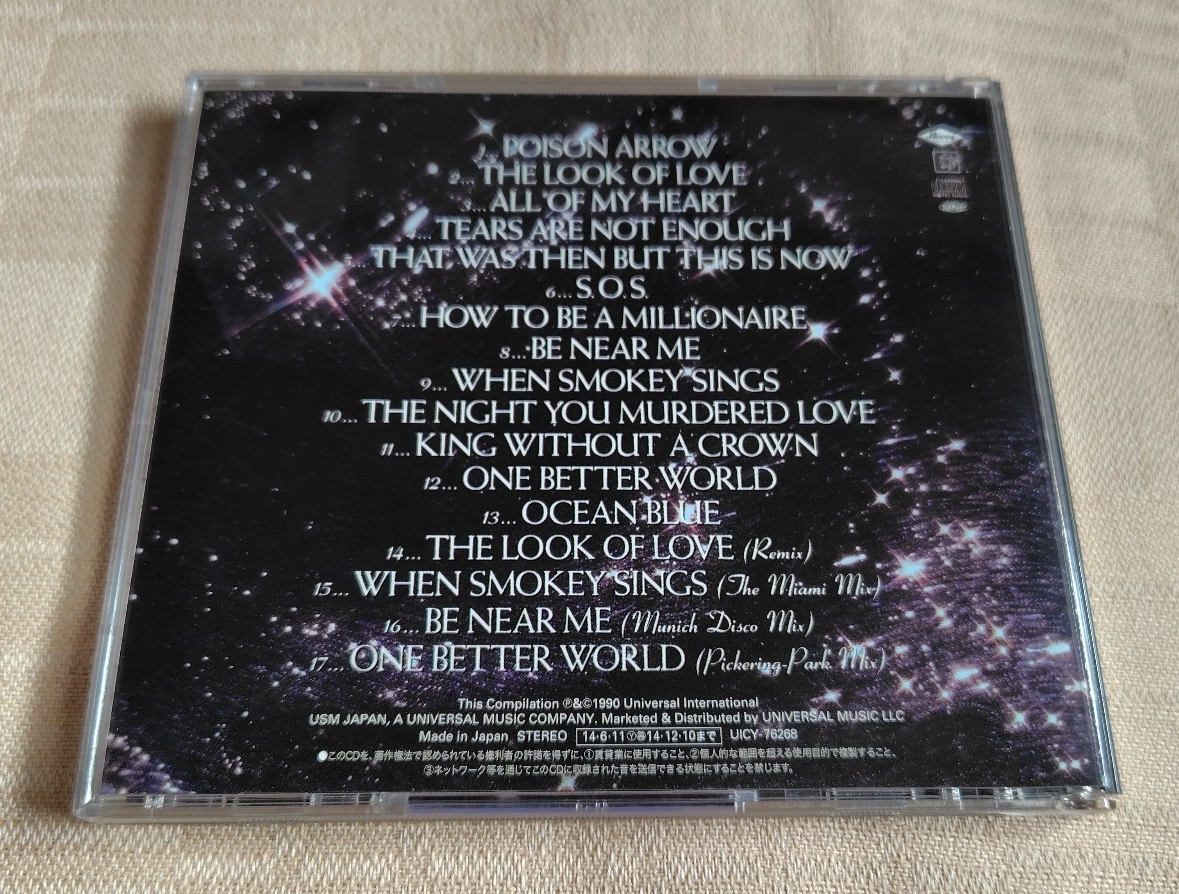 1... POISON ARROW
2... THE LOOK OF LOVE
3... ALL OF MY HEART
4... TEARS ARE NOT ENOUGH
THAT WAS THEN BUT THIS IS NOW
6... S.O.S.
7... HOW TO BE A MILLIONAIRE
8... BE NEAR ME
9... WHEN SMOKEY SINGS
10... THE NIGHT YOU MURDERED LOVE
11... KING WITHOUT A CROWN
12... ONE BETTER WORLD
13... OCEAN BLUE
14... THE LOOK OF LOVE (Remix)
15... WHEN SMOKEY SINGS (The Miami Mix)
16... BE NEAR ME (Munich Disco Mix)
17... ONE BETTER WORLD (Pickering-Park Mix)
This Compilation ℗&©1990 Universal International
USM JAPAN, A UNIVERSAL MUSIC COMPANY. Marketed & Distributed by UNIVERSAL MUSIC LLC
Made in Japan STEREO 14・6・11 Ⓨ 14・12・10まで UICY-76268
●このCDを、著作権法で認められている権利者の許諾を得ずに、①賃貸業に使用すること、②個人的な範囲を超える使用目的で複製すること、
③ネットワーク等を通じてこのCDに収録された音を送信できる状態にすることを禁じます。